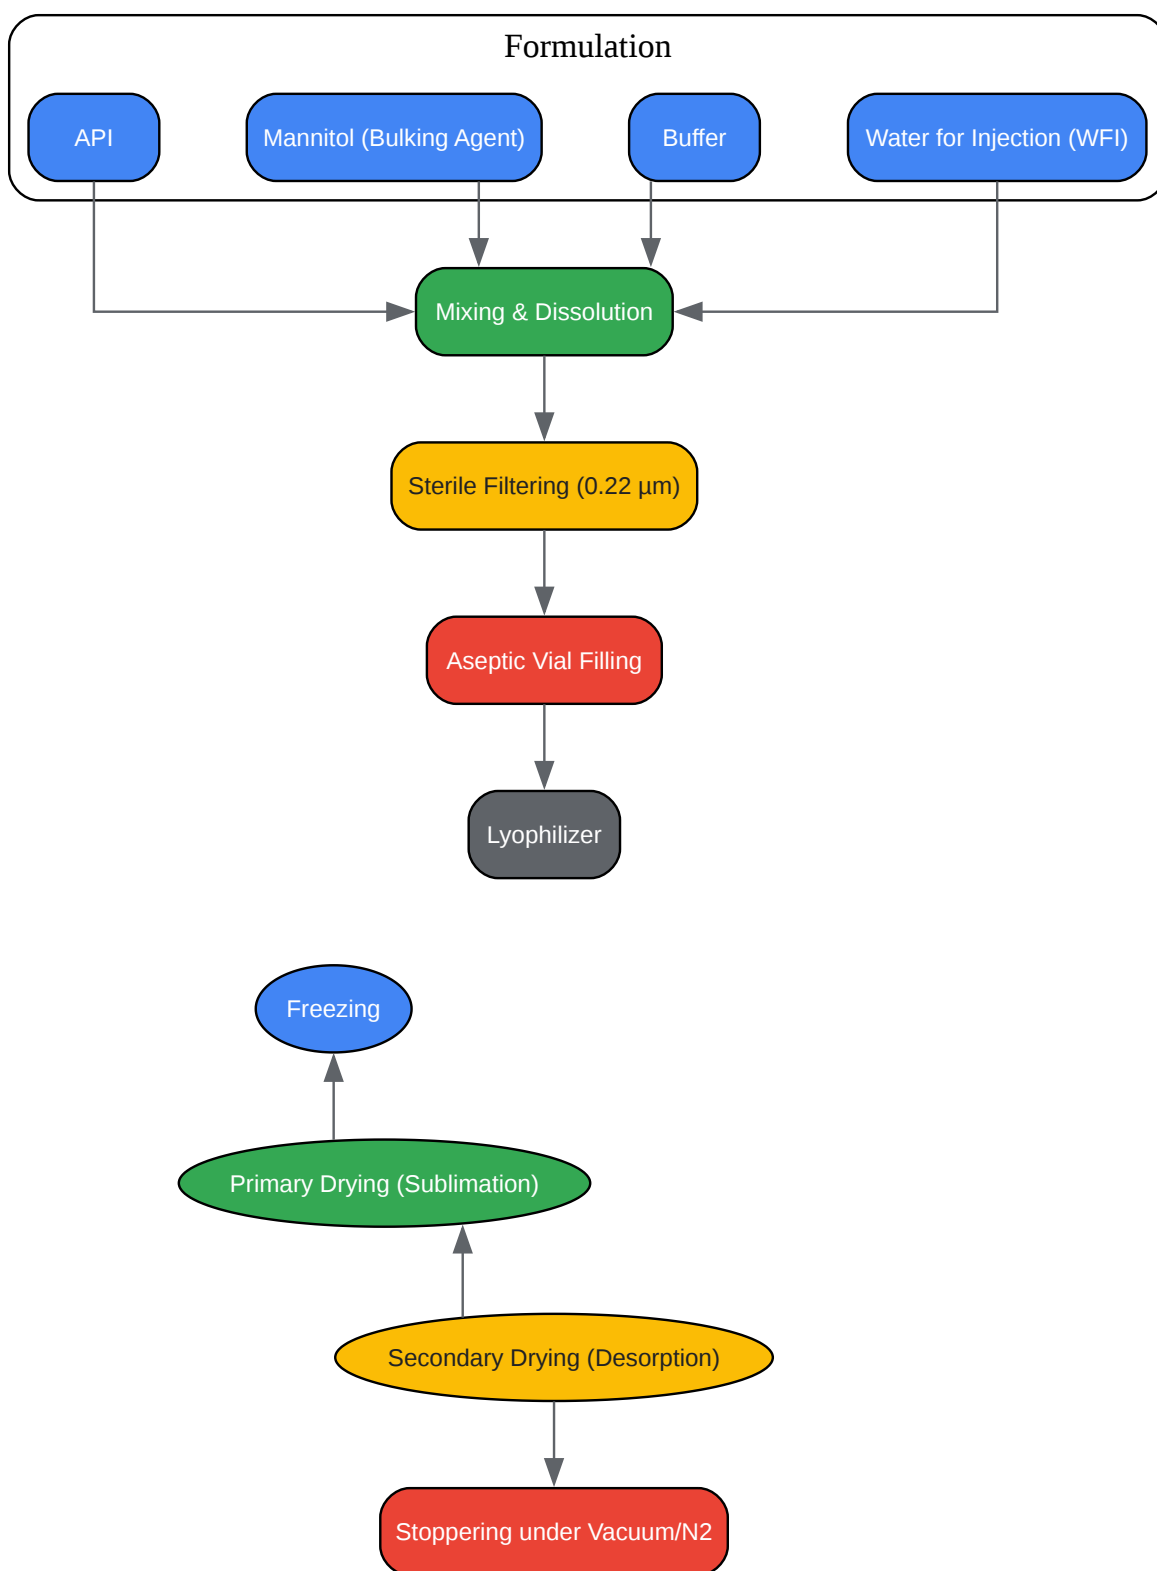 Formulation
API
Mannitol (Bulking Agent)
Buffer
Water for Injection (WFI)
Mixing & Dissolution
Sterile Filtering (0.22 µm)
Aseptic Vial Filling
Lyophilizer
Freezing
Primary Drying (Sublimation)
Secondary Drying (Desorption)
Stoppering under Vacuum/N2